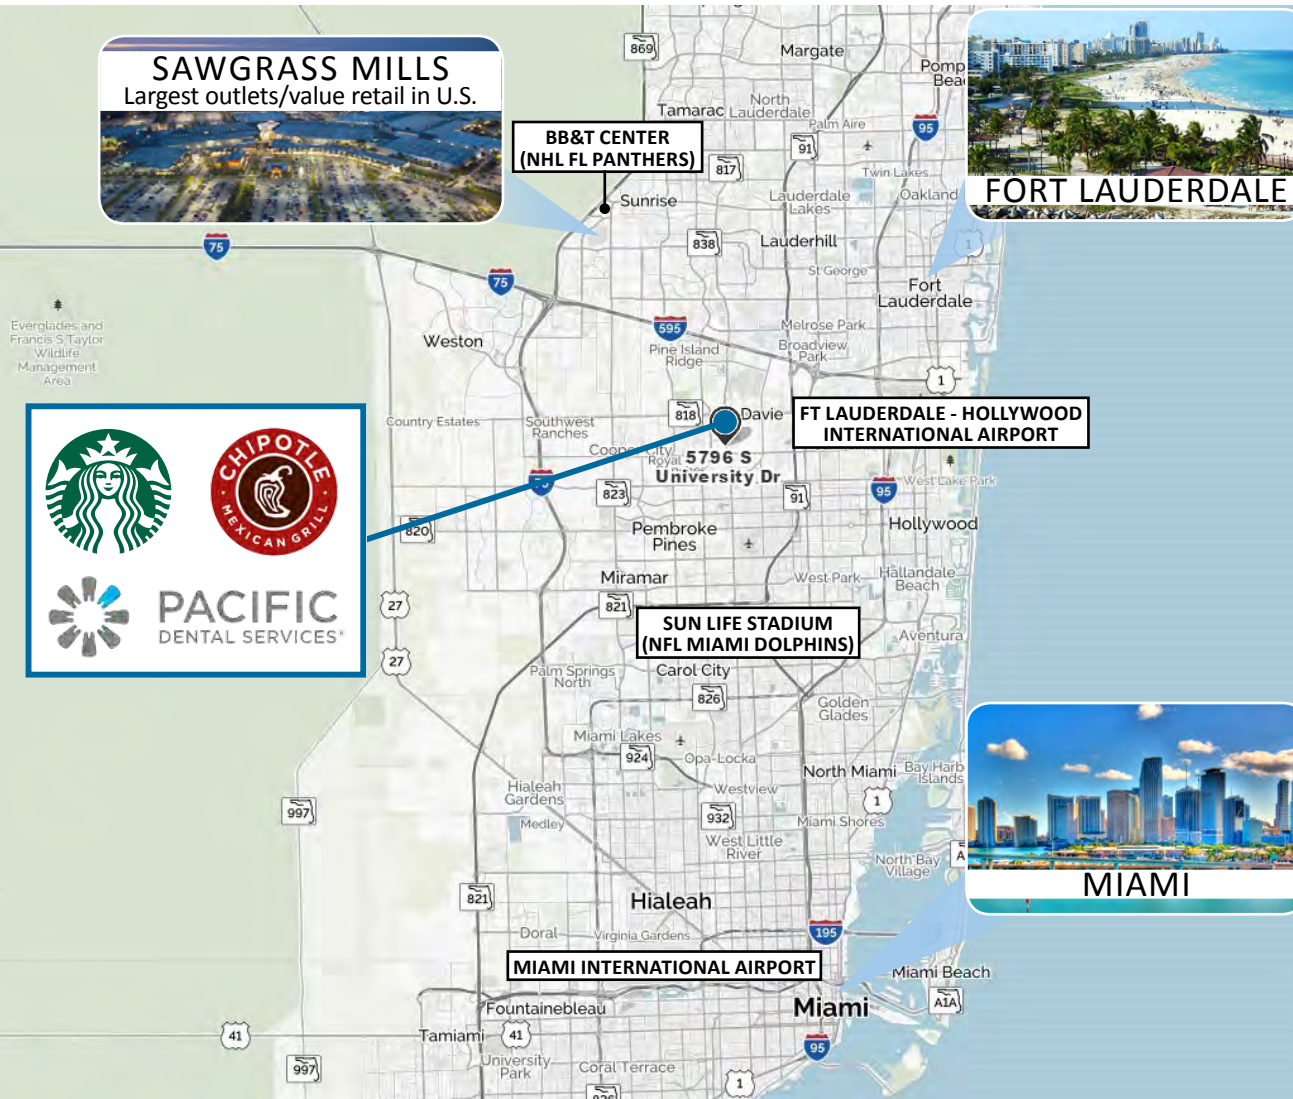 869
Margate
SAWGRASS MILLS
Largest outlets/value retail in U.S.
Pomp
Bea
Tamarac
North
Lauderdale
Palm Aire
95
BB&T CENTER
(NHL FL PANTHERS)
91
817
Twin Lakes
Sunrise
Lauderdale
Lakes
Oakland
FORT LAUDERDALE
75
838
Lauderhill
1
St George
75
Fort
Lauderdale
Everglades and
Francis S Taylor
Wildlife
Management
Area
595
Melrose Park
Weston
Pine Island
Ridge
Broadview
Park
1
818
Davie
FT LAUDERDALE - HOLLYWOOD
INTERNATIONAL AIRPORT
Country Estates
Southwest
Ranches
Cooper City
Royal
5796 S
University Dr
CHIPOTLE
MEXICAN GRILL
West Lake Park
823
91
95
820
Pembroke
Pines
Hollywood
Miramar
West Park
Hallandale
Beach
PACIFIC
DENTAL SERVICES
27
821
SUN LIFE STADIUM
(NFL MIAMI DOLPHINS)
Aventura
27
Palm Springs
North
Carol City
826
Golden
Glades
Miami Lakes
924
Opa-Locka
North Miami
Bay Harb
Islands
Hialeah
Gardens
Westview
1
997
Medley
932
Miami Shores
West Little
River
North Bay
Village
A
MIAMI
821
Hialeah
Doral
Virginia Gardens
195
MIAMI INTERNATIONAL AIRPORT
Miami Beach
Fountainebleau
Miami
A1A
41
Tamiami
41
95
997
University
Park
Coral Terrace
1
826